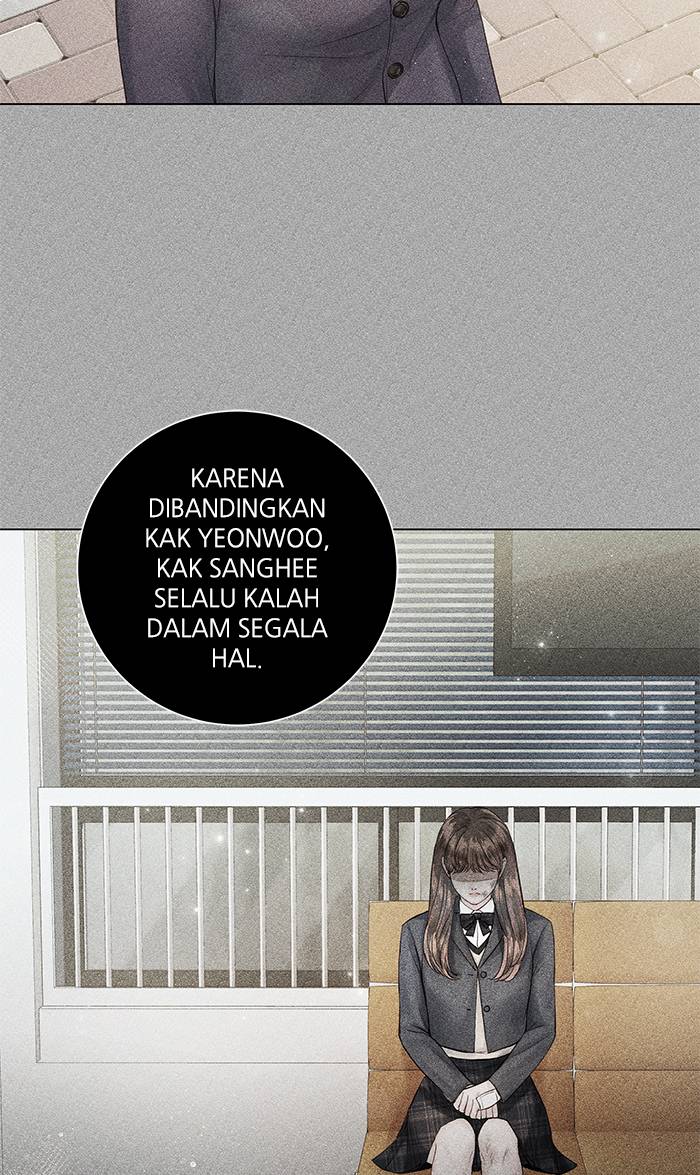 KARENA
DIBANDINGKAN
KAK YEONWOO,
KAK SANGHEE
SELALU KALAH
DALAM SEGALA
HAL.